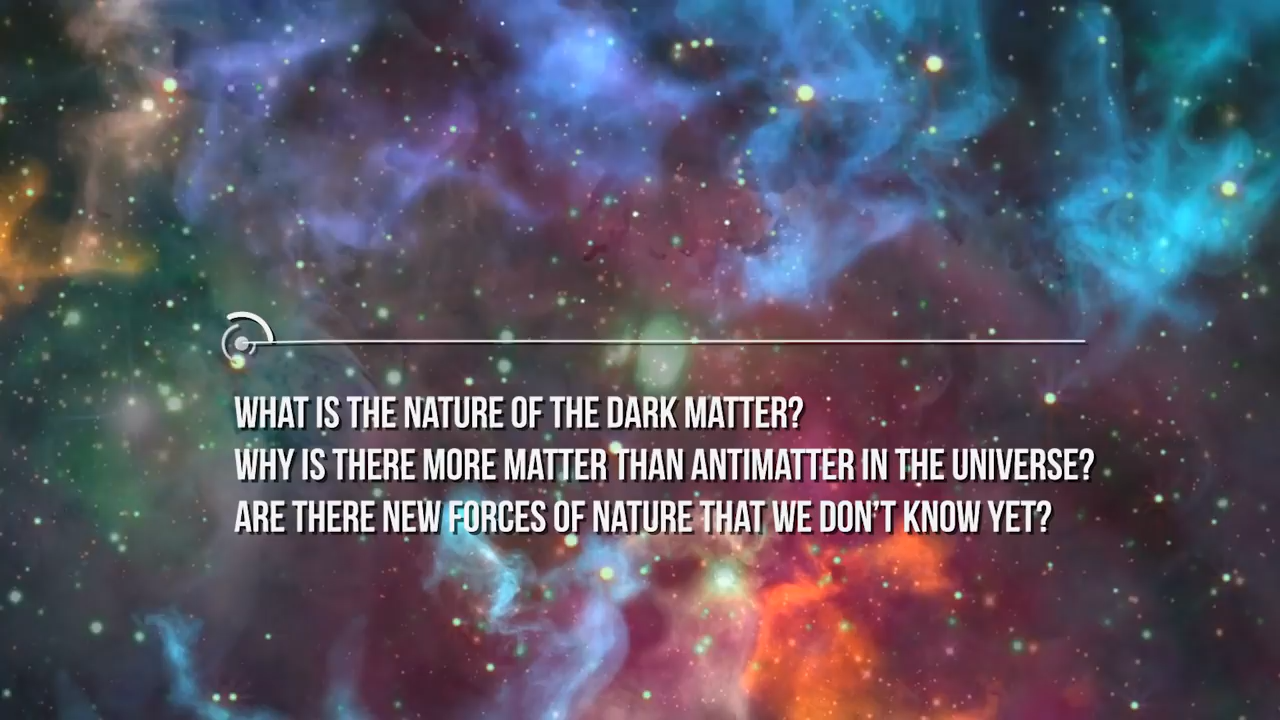 WHAT IS THE NATURE OF THE DARK MATTER?
WHY IS THERE MORE MATTER THAN ANTIMATTER IN THE UNIVERSE?
ARE THERE NEW FORCES OF NATURE THAT WE DON'T KNOW YET?